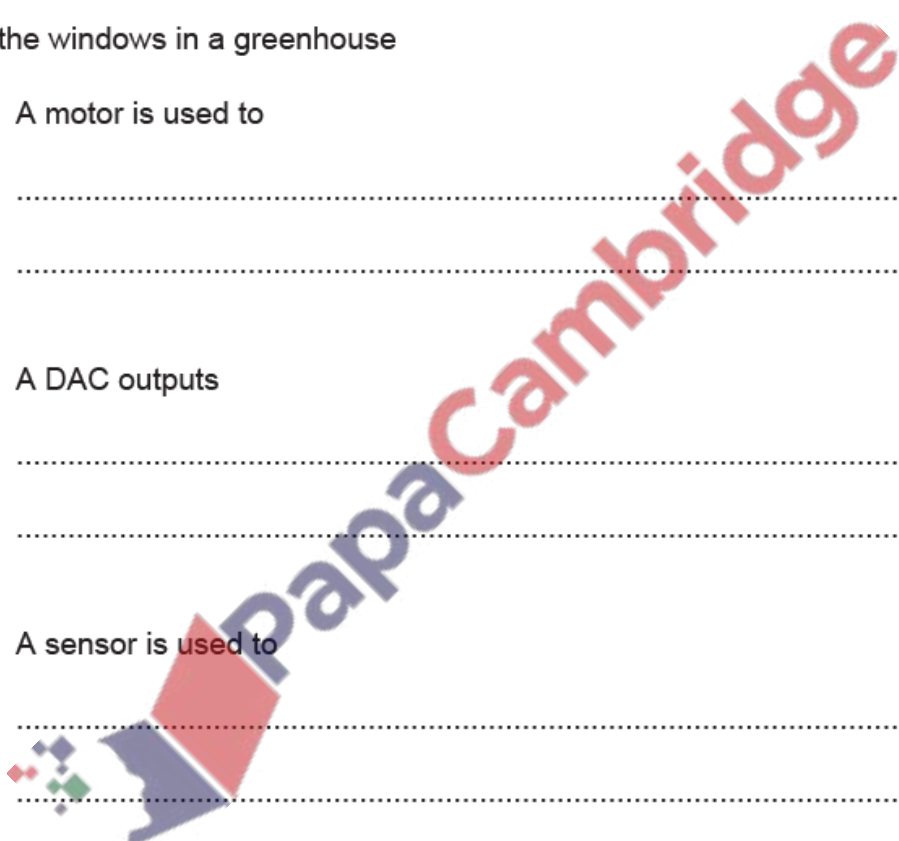 the windows in a greenhouse
A motor is used to
A DAC outputs
A sensor is used to
PapaCambridge